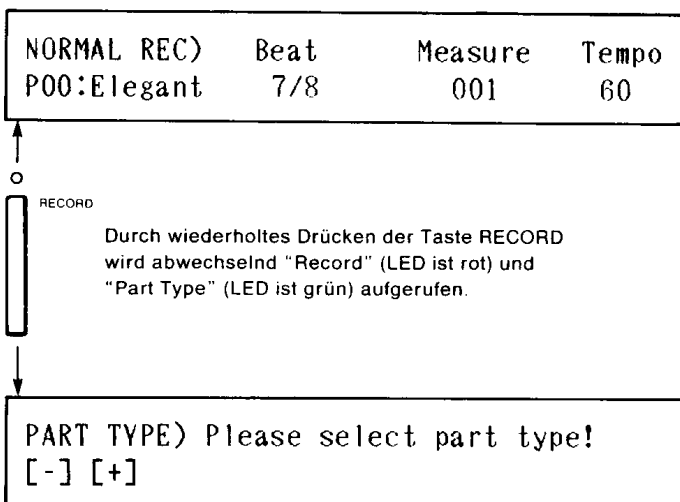 NORMAL REC) Beat Measure Tempo
P00:Elegant 7/8 001 60
RECORD
Durch wiederholtes Drücken der Taste RECORD
wird abwechselnd “Record” (LED ist rot) und
“Part Type” (LED ist grün) aufgerufen.
PART TYPE) Please select part type!
[-] [+]